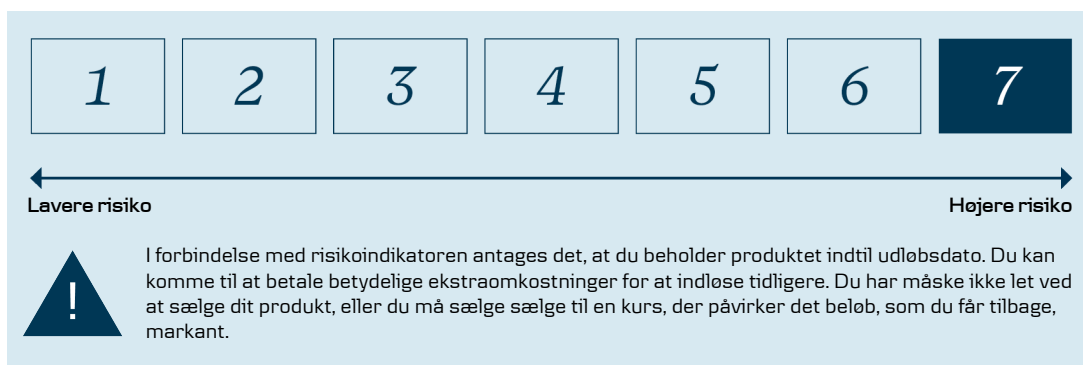 1 2 3 4 5 6 7
Lavere risiko Højere risiko
I forbindelse med risikoindikatoren antages det, at du beholder produktet indtil udløbsdato. Du kan
komme til at betale betydelige ekstraomkostninger for at indløse tidligere. Du har måske ikke let ved
at sælge dit produkt, eller du må sælge sælge til en kurs, der påvirker det beløb, som du får tilbage,
markant.
!